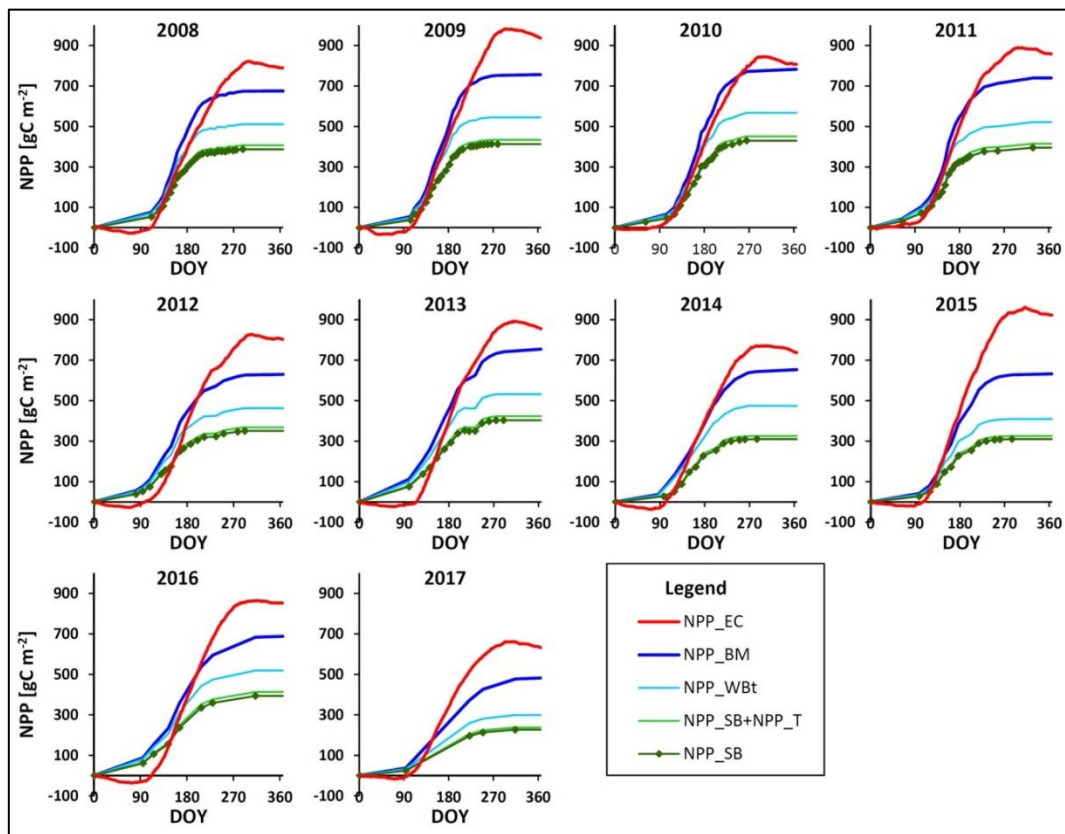 2008
2009
2010
2011
NPP [gC m⁻²]
900
700
500
300
100
-100
0 90 180 270 360
DOY
900
700
500
300
100
-100
0 90 180 270 360
DOY
900
700
500
300
100
-100
0 90 180 270 360
DOY
900
700
500
300
100
-100
0 90 180 270 360
DOY
2012
2013
2014
2015
NPP [gC m⁻²]
900
700
500
300
100
-100
0 90 180 270 360
DOY
900
700
500
300
100
-100
0 90 180 270 360
DOY
900
700
500
300
100
-100
0 90 180 270 360
DOY
900
700
500
300
100
-100
0 90 180 270 360
DOY
2016
2017
NPP [gC m⁻²]
900
700
500
300
100
-100
0 90 180 270 360
DOY
900
700
500
300
100
-100
0 90 180 270 360
DOY
Legend
NPP_EC
NPP_BM
NPP_WBt
NPP_SB+NPP_T
NPP_SB